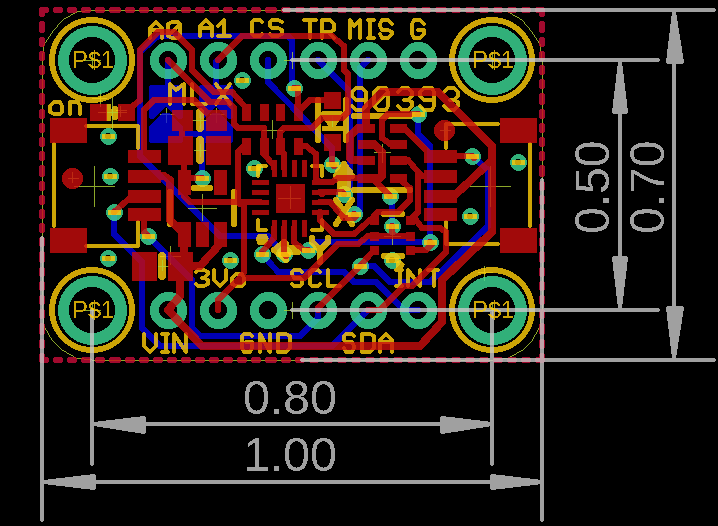 A0 A1 CS TR MIS G
P$1 P$1
MLX 90393
on
0.50 0.70
3Vo SCL INT
P$1 P$1
VIN GND SDA
0.80
1.00